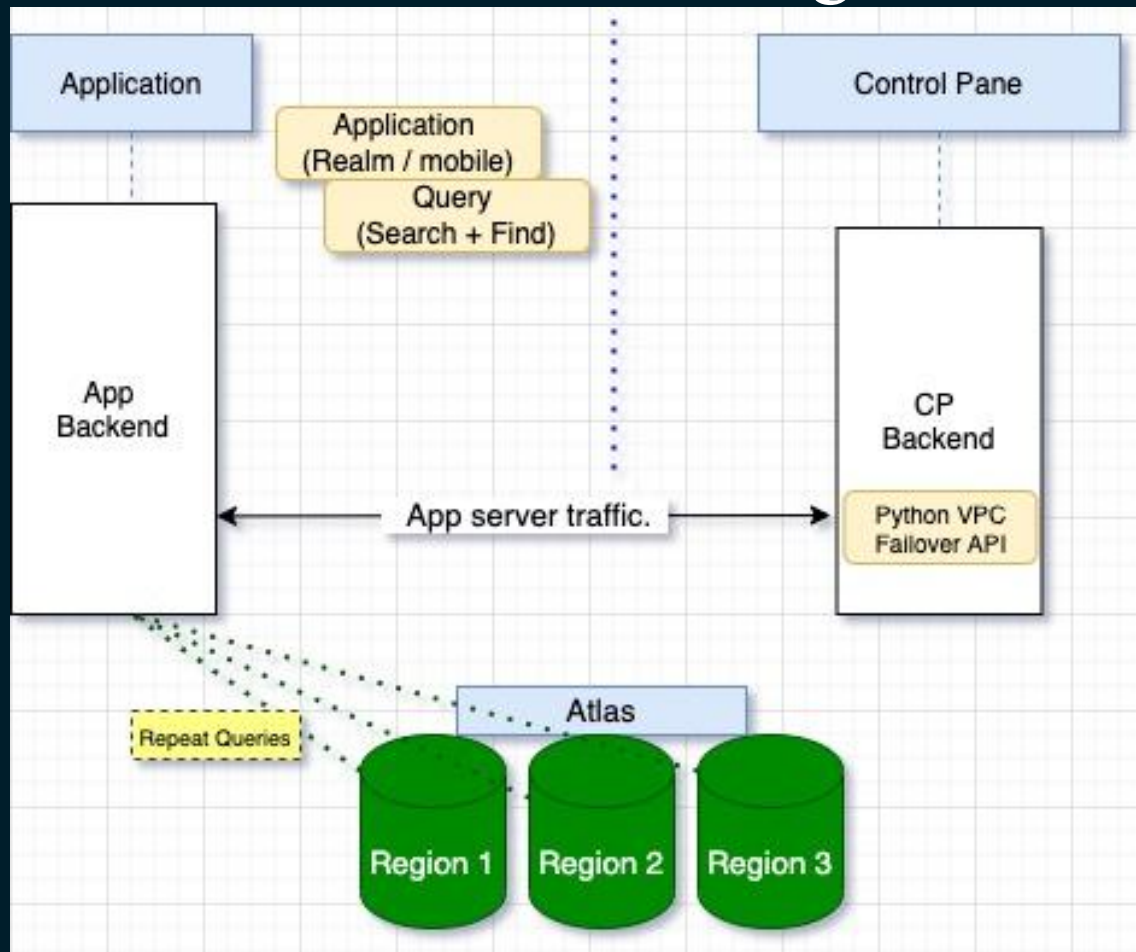 Application
Control Pane
Application
(Realm / mobile)
Query
(Search + Find)
App
Backend
CP
Backend
App server traffic.
Python VPC
Failover API
Atlas
Repeat Queries
Region 1
Region 2
Region 3